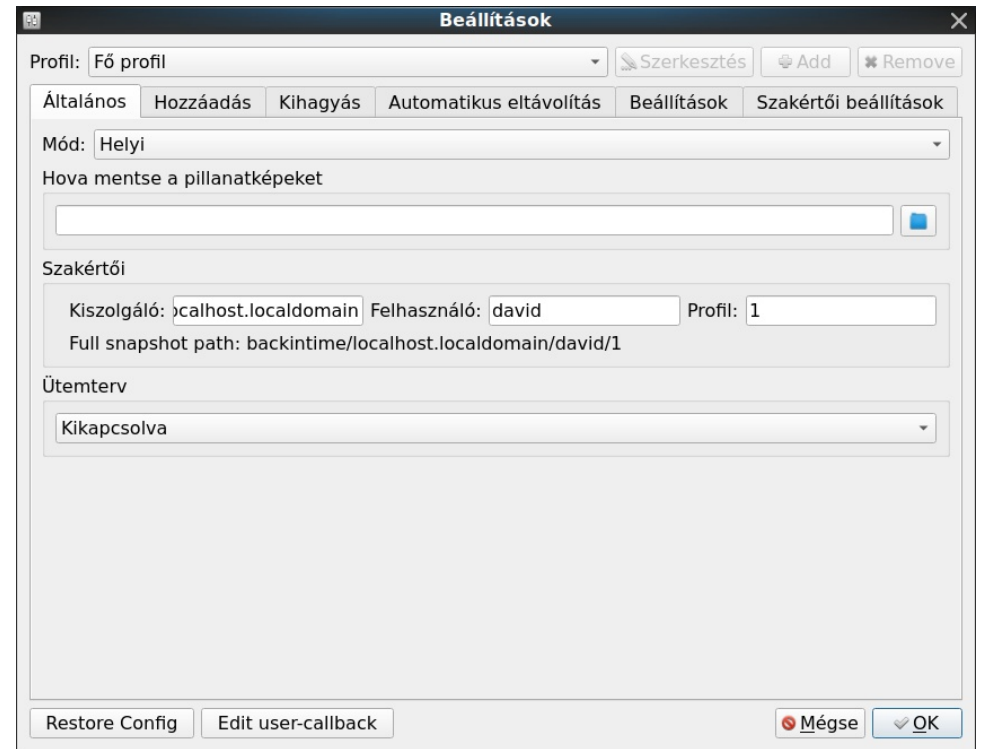 Beállítások
Profil: Fő profil Szerkesztés Add Remove
Általános Hozzáadás Kihagyás Automatikus eltávolítás Beállítások Szakértői beállítások
Mód: Helyi
Hova mentse a pillanatképeket
Szakértői
Kiszolgáló: ocalhost.localdomain Felhasználó: david Profil: 1
Full snapshot path: backintime/localhost.localdomain/david/1
Ütemterv
Kikapcsolva
Restore Config Edit user-callback Mégse OK